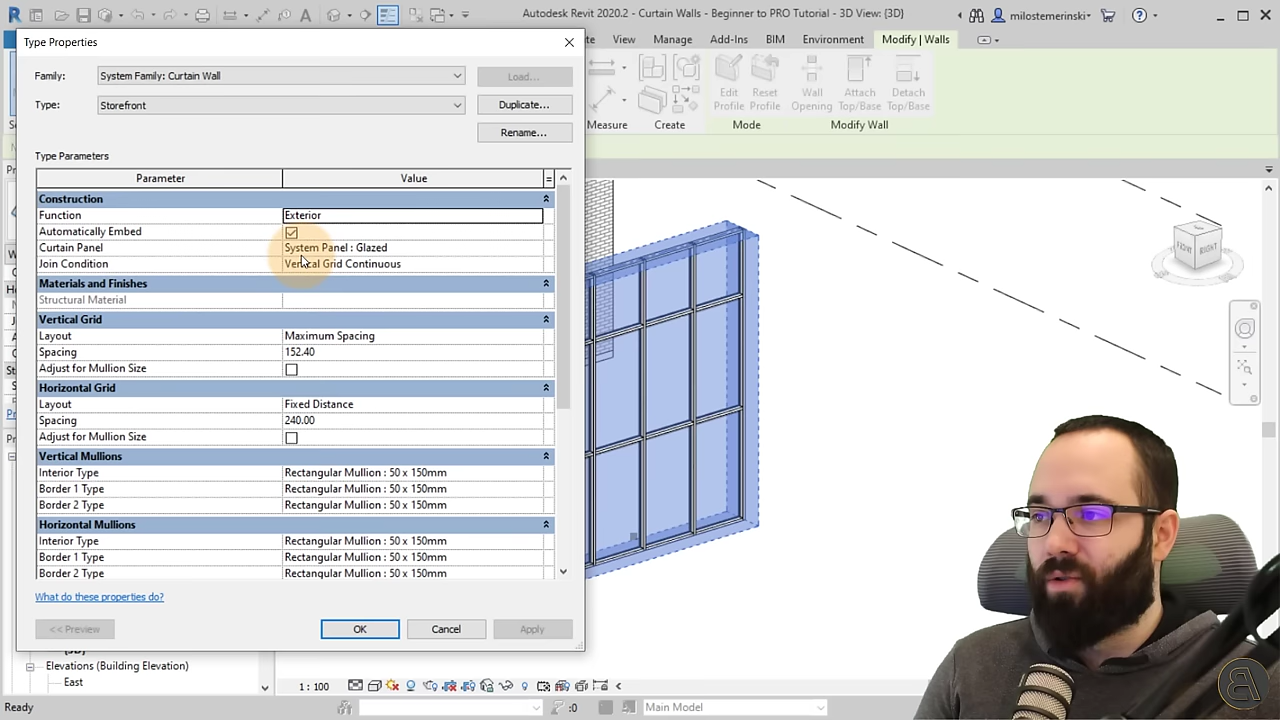 Autodesk Revit 2020.2 - Curtain Walls - Beginner to PRO Tutorial - 3D View: {3D}
milostemerinski
View
Manage
Add-Ins
BIM
Environment
Modify | Walls
Type Properties
Family:
System Family: Curtain Wall
Load...
Type:
Storefront
Duplicate...
Rename...
Type Parameters
Parameter
Value
=
Construction
Function
Exterior
Automatically Embed
Curtain Panel
System Panel : Glazed
Join Condition
Vertical Grid Continuous
Materials and Finishes
Structural Material
Vertical Grid
Layout
Maximum Spacing
Spacing
152.40
Adjust for Mullion Size
Horizontal Grid
Layout
Fixed Distance
Spacing
240.00
Adjust for Mullion Size
Vertical Mullions
Interior Type
Rectangular Mullion : 50 x 150mm
Border 1 Type
Rectangular Mullion : 50 x 150mm
Border 2 Type
Rectangular Mullion : 50 x 150mm
Horizontal Mullions
Interior Type
Rectangular Mullion : 50 x 150mm
Border 1 Type
Rectangular Mullion : 50 x 150mm
Border 2 Type
Rectangular Mullion : 50 x 150mm
What do these properties do?
<< Preview
OK
Cancel
Apply
Edit
Profile
Reset
Profile
Wall
Opening
Attach
Top/Base
Detach
Top/Base
Measure
Create
Mode
Modify Wall
FRONT
RIGHT
Elevations (Building Elevation)
East
1 : 100
Ready
:0
Main Model